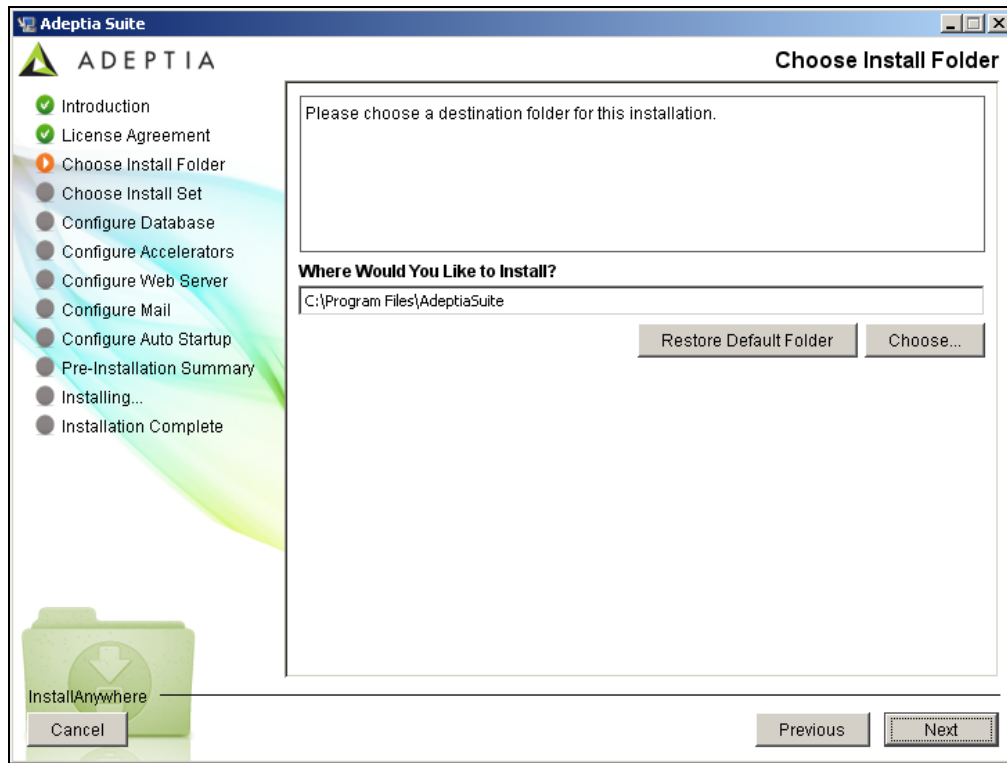 Adeptia Suite
ADEPTIA
Choose Install Folder
Introduction
License Agreement
Choose Install Folder
Choose Install Set
Configure Database
Configure Accelerators
Configure Web Server
Configure Mail
Configure Auto Startup
Pre-Installation Summary
Installing...
Installation Complete
Please choose a destination folder for this installation.
Where Would You Like to Install?
C:\Program Files\AdeptiaSuite
Restore Default Folder
Choose...
InstallAnywhere
Cancel
Previous
Next